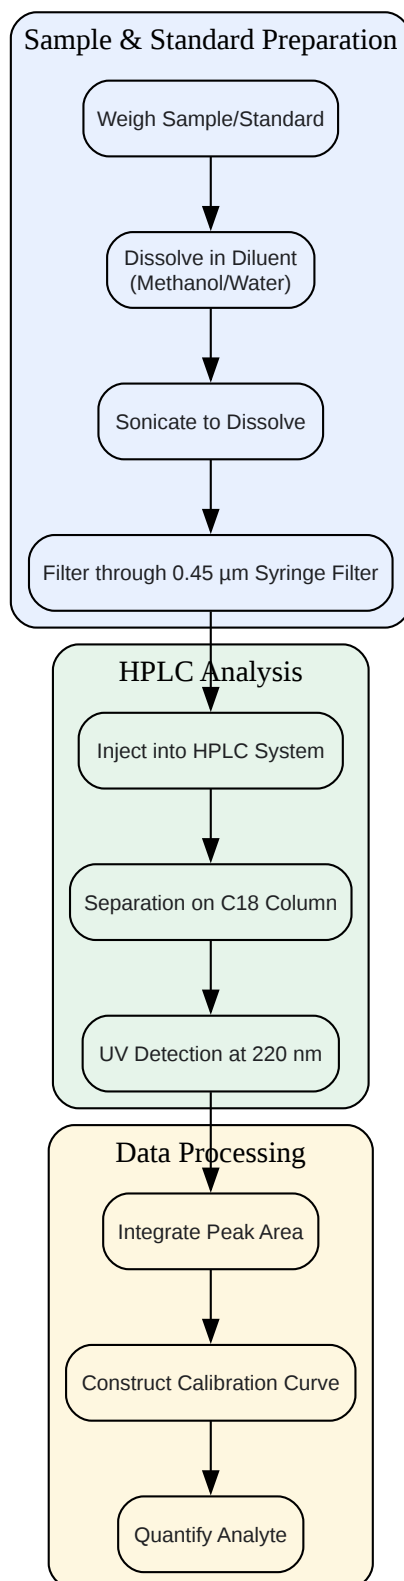 Sample & Standard Preparation
Weigh Sample/Standard
Dissolve in Diluent
(Methanol/Water)
Sonicate to Dissolve
Filter through 0.45 µm Syringe Filter
HPLC Analysis
Inject into HPLC System
Separation on C18 Column
UV Detection at 220 nm
Data Processing
Integrate Peak Area
Construct Calibration Curve
Quantify Analyte